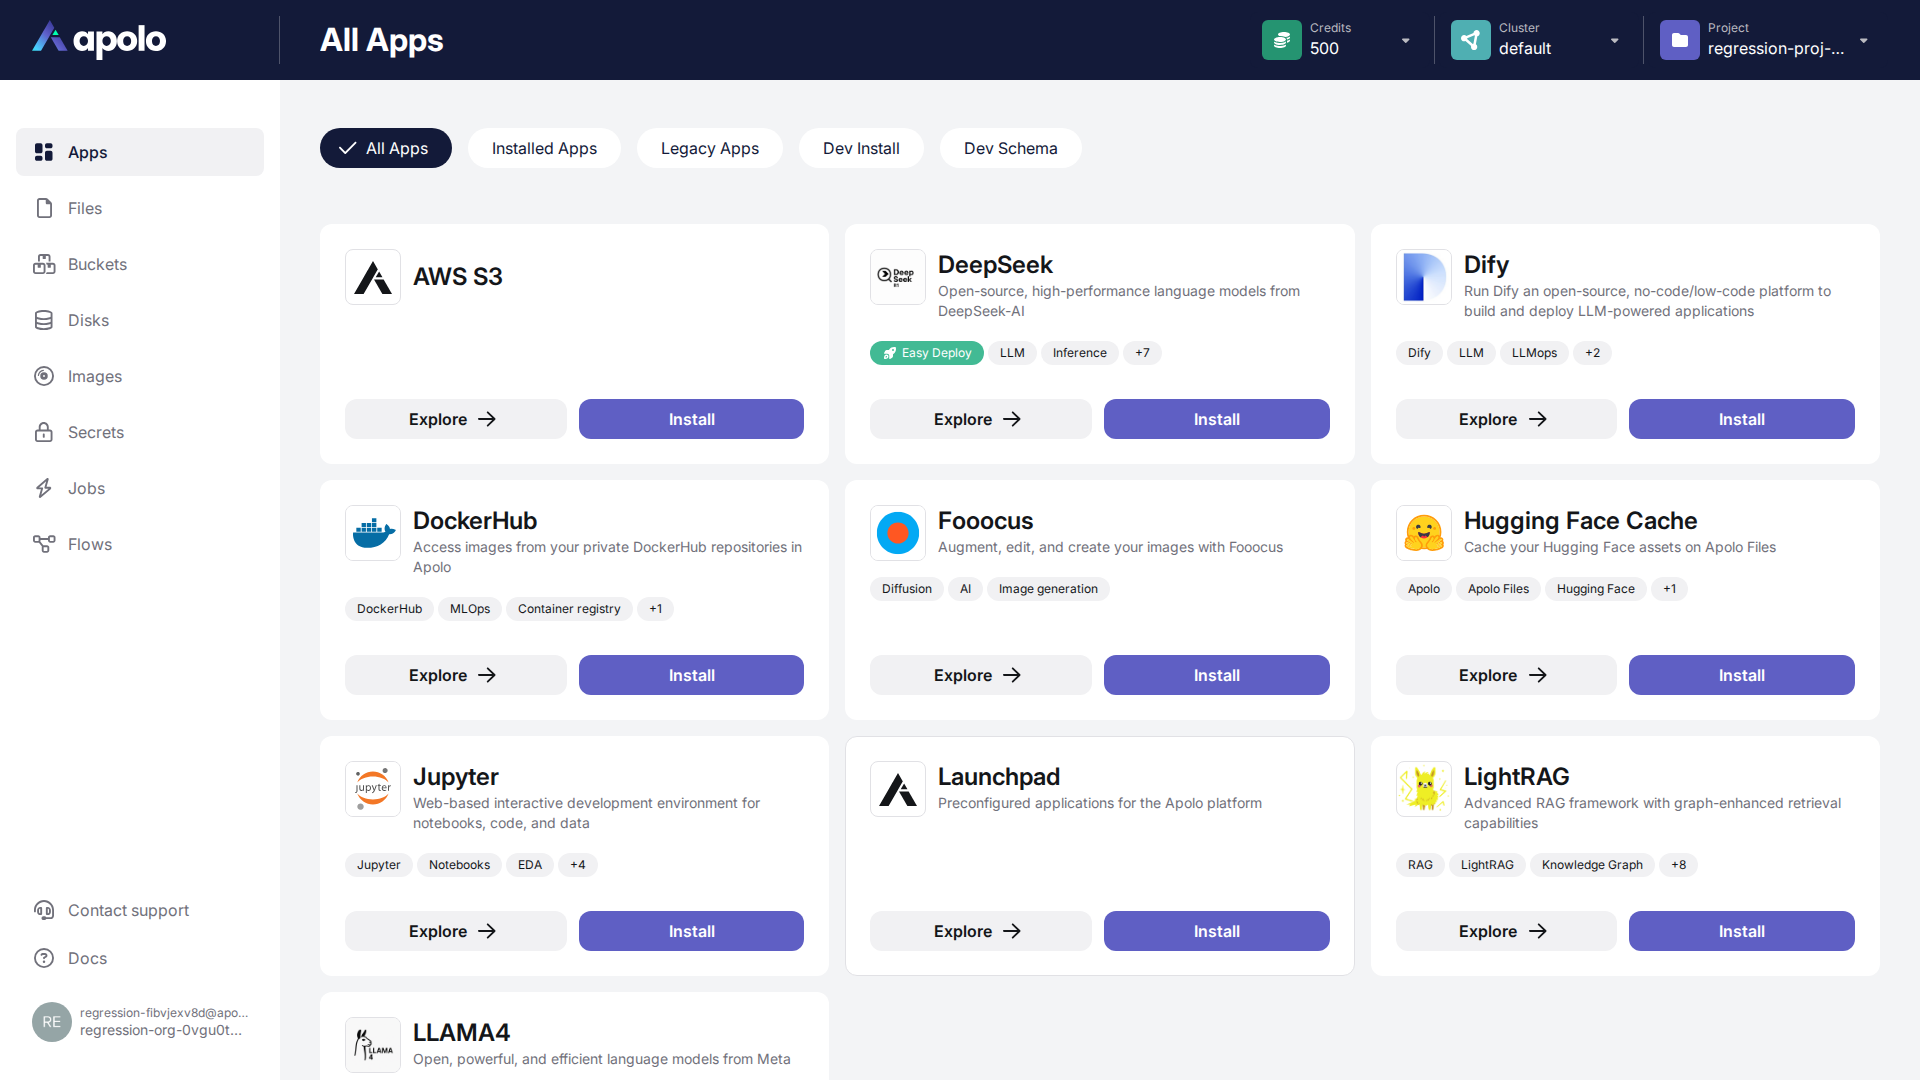 apolo
All Apps
Credits
500
Cluster
default
Project
regression-proj-...
Apps
Files
Buckets
Disks
Images
Secrets
Jobs
Flows
Contact support
Docs
RE
regression-fibvjexv8d@apo...
regression-org-0vgu0t...
All Apps
Installed Apps
Legacy Apps
Dev Install
Dev Schema
AWS S3
Explore
Install
Deep
Seek
R1
DeepSeek
Open-source, high-performance language models from
DeepSeek-AI
Easy Deploy
LLM
Inference
+7
Explore
Install
Dify
Run Dify an open-source, no-code/low-code platform to
build and deploy LLM-powered applications
Dify
LLM
LLMops
+2
Explore
Install
DockerHub
Access images from your private DockerHub repositories in
Apolo
DockerHub
MLOps
Container registry
+1
Explore
Install
Fooocus
Augment, edit, and create your images with Fooocus
Diffusion
AI
Image generation
Explore
Install
Hugging Face Cache
Cache your Hugging Face assets on Apolo Files
Apolo
Apolo Files
Hugging Face
+1
Explore
Install
jupyter
Jupyter
Web-based interactive development environment for
notebooks, code, and data
Jupyter
Notebooks
EDA
+4
Explore
Install
Launchpad
Preconfigured applications for the Apolo platform
Explore
Install
LightRAG
Advanced RAG framework with graph-enhanced retrieval
capabilities
RAG
LightRAG
Knowledge Graph
+8
Explore
Install
LLAMA
4
LLAMA4
Open, powerful, and efficient language models from Meta